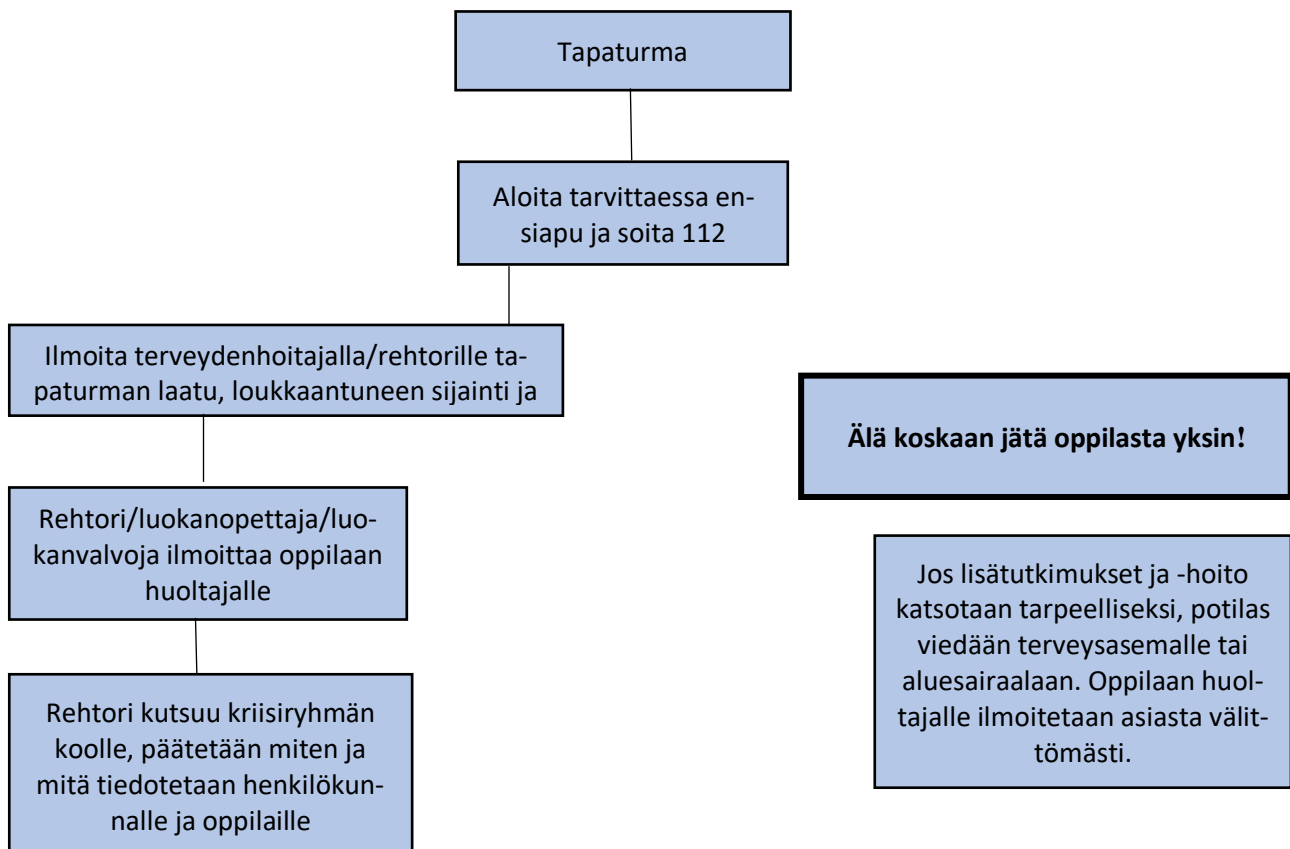 Tapaturma
Aloita tarvittaessa en-
siapu ja soita 112
Ilmoita terveydenhoitajalla/rehtorille ta-
paturman laatu, loukkaantuneen sijainti ja
Älä koskaan jätä oppilasta yksin!
Rehtori/luokanopettaja/luo-
kanvalvoja ilmoittaa oppilaan
huoltajalle
Jos lisätutkimukset ja -hoito
katsotaan tarpeelliseksi, potilas
viedään terveysasemalle tai
aluesairaalaan. Oppilaan huol-
tajalle ilmoitetaan asiasta välit-
tömästi.
Rehtori kutsuu kriisiryhmän
koolle, päätetään miten ja
mitä tiedotetaan henkilökun-
nalle ja oppilaille